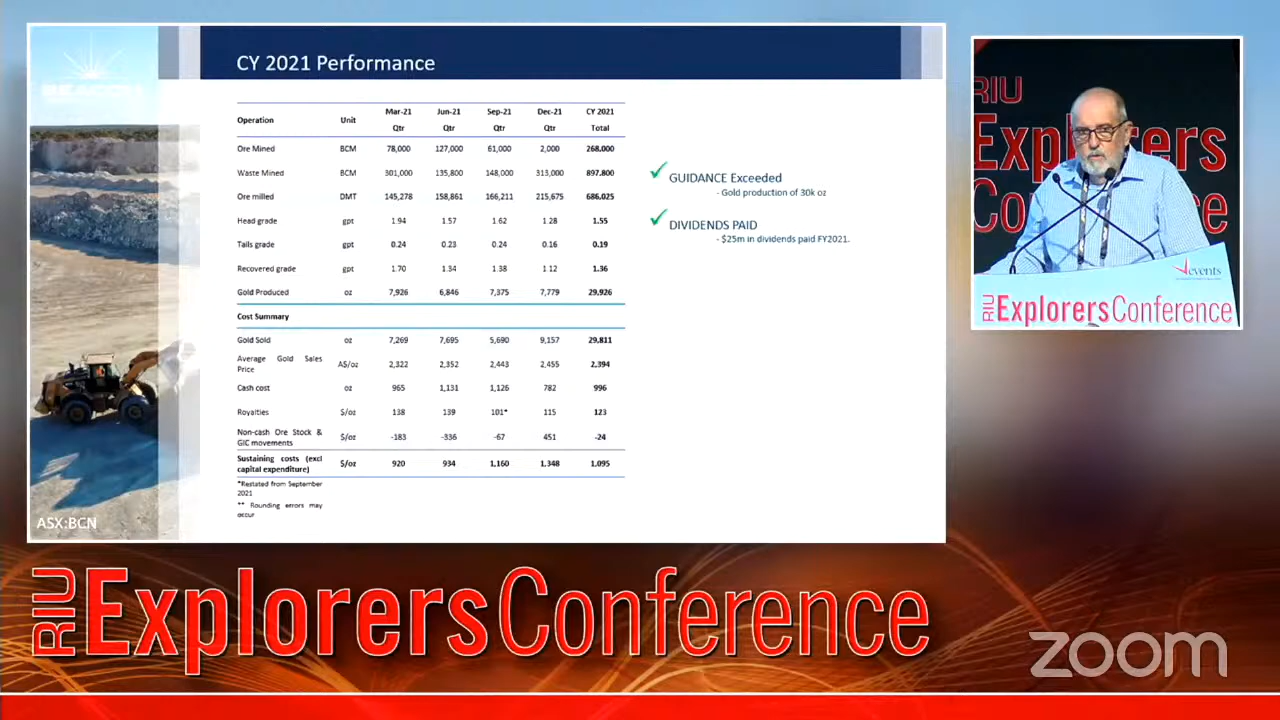 BEACON
CY 2021 Performance
Operation Unit Mar-21 Qtr Jun-21 Qtr Sep-21 Qtr Dec-21 Qtr CY 2021 Total
Ore Mined BCM 78,000 127,000 61,000 2,000 268,000
Waste Mined BCM 301,000 135,800 148,000 313,000 897,800
Ore milled DMT 145,278 158,861 166,211 215,675 686,025
Head grade gpt 1.94 1.57 1.62 1.28 1.55
Tails grade gpt 0.24 0.23 0.24 0.16 0.19
Recovered grade gpt 1.70 1.34 1.38 1.12 1.36
Gold Produced oz 7,926 6,846 7,375 7,779 29,926
Cost Summary
Gold Sold oz 7,269 7,695 5,690 9,157 29,811
Average Gold Sales Price A$/oz 2,322 2,352 2,443 2,455 2,394
Cash cost oz 965 1,131 1,126 782 996
Royalties $/oz 138 139 101* 115 123
Non-cash Ore Stock & GIC movements $/oz -183 -336 -67 451 -24
Sustaining costs (excl capital expenditure) $/oz 920 934 1,160 1,348 1,095
*Restated from September 2021
** Rounding errors may occur
GUIDANCE Exceeded
- Gold production of 30k oz
DIVIDENDS PAID
- $25m in dividends paid FY2021.
ASX:BCN
RIU
Explorers
Conference
Vevents
RIU ExplorersConference
RIU ExplorersConference
zoom